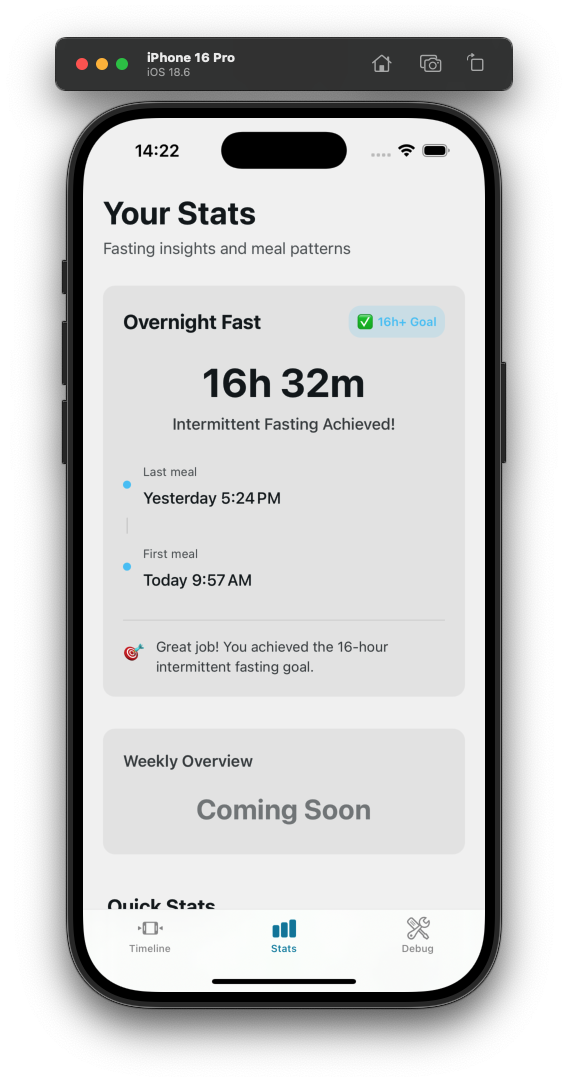 iPhone 16 Pro
iOS 18.6
14:22
Your Stats
Fasting insights and meal patterns
Overnight Fast
16h+ Goal
16h 32m
Intermittent Fasting Achieved!
Last meal
Yesterday 5:24 PM
First meal
Today 9:57 AM
Great job! You achieved the 16-hour
intermittent fasting goal.
Weekly Overview
Coming Soon
Quick Stats
Timeline
Stats
Debug